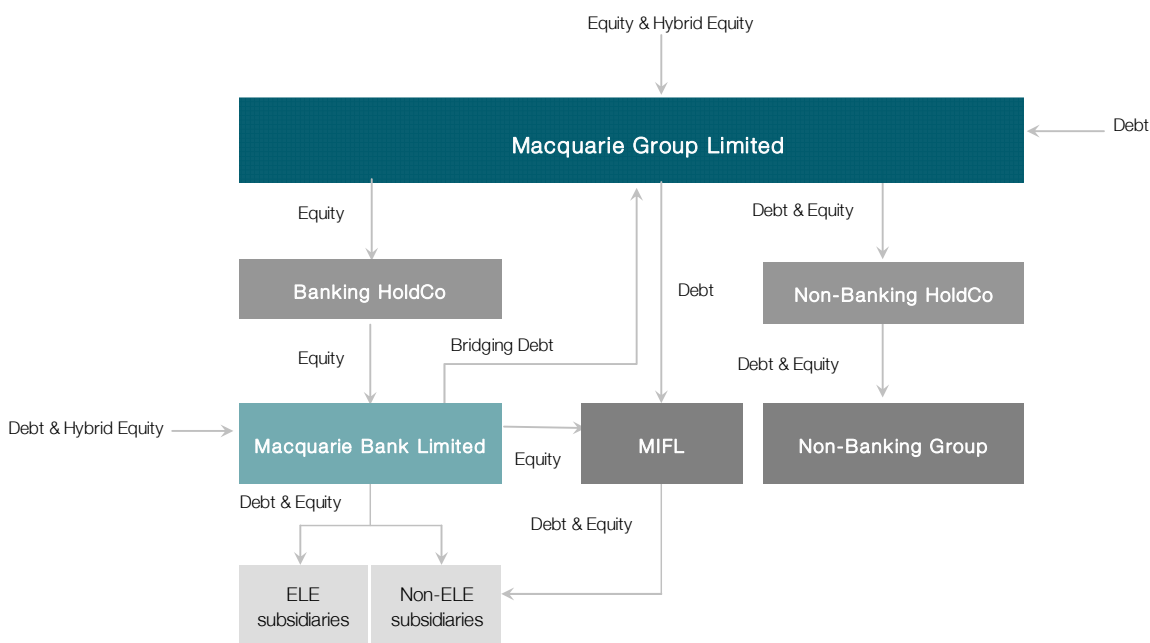 Equity & Hybrid Equity
Macquarie Group Limited
Debt
Equity
Debt & Equity
Banking HoldCo
Debt
Non-Banking HoldCo
Equity
Bridging Debt
Debt & Equity
Debt & Hybrid Equity
Macquarie Bank Limited
Equity
MIFL
Non-Banking Group
Debt & Equity
Debt & Equity
ELE
subsidiaries
Non-ELE
subsidiaries